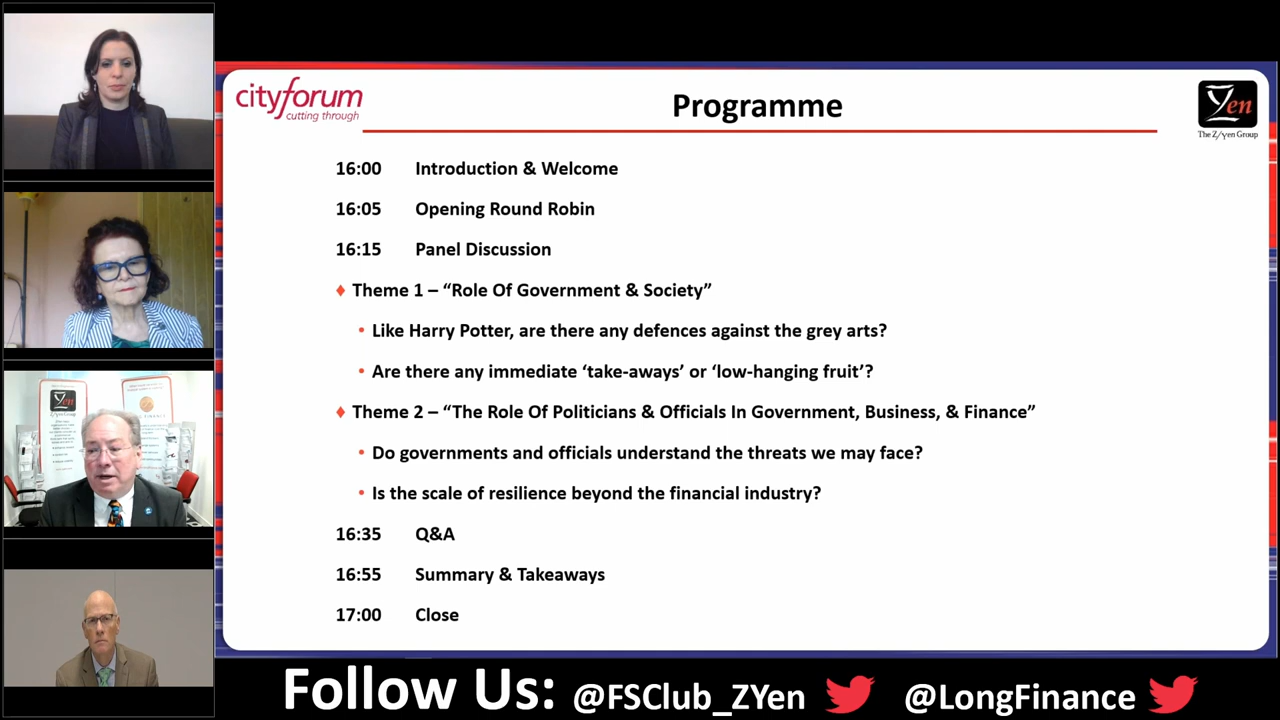 cityforum
cutting through
Programme
Yen
The Z/Yen Group
16:00 Introduction & Welcome
16:05 Opening Round Robin
16:15 Panel Discussion
♦ Theme 1 – “Role Of Government & Society”
• Like Harry Potter, are there any defences against the grey arts?
• Are there any immediate ‘take-aways’ or ‘low-hanging fruit’?
♦ Theme 2 – “The Role Of Politicians & Officials In Government, Business, & Finance”
• Do governments and officials understand the threats we may face?
• Is the scale of resilience beyond the financial industry?
16:35 Q&A
16:55 Summary & Takeaways
17:00 Close
Follow Us: @FSClub_ZYen @LongFinance